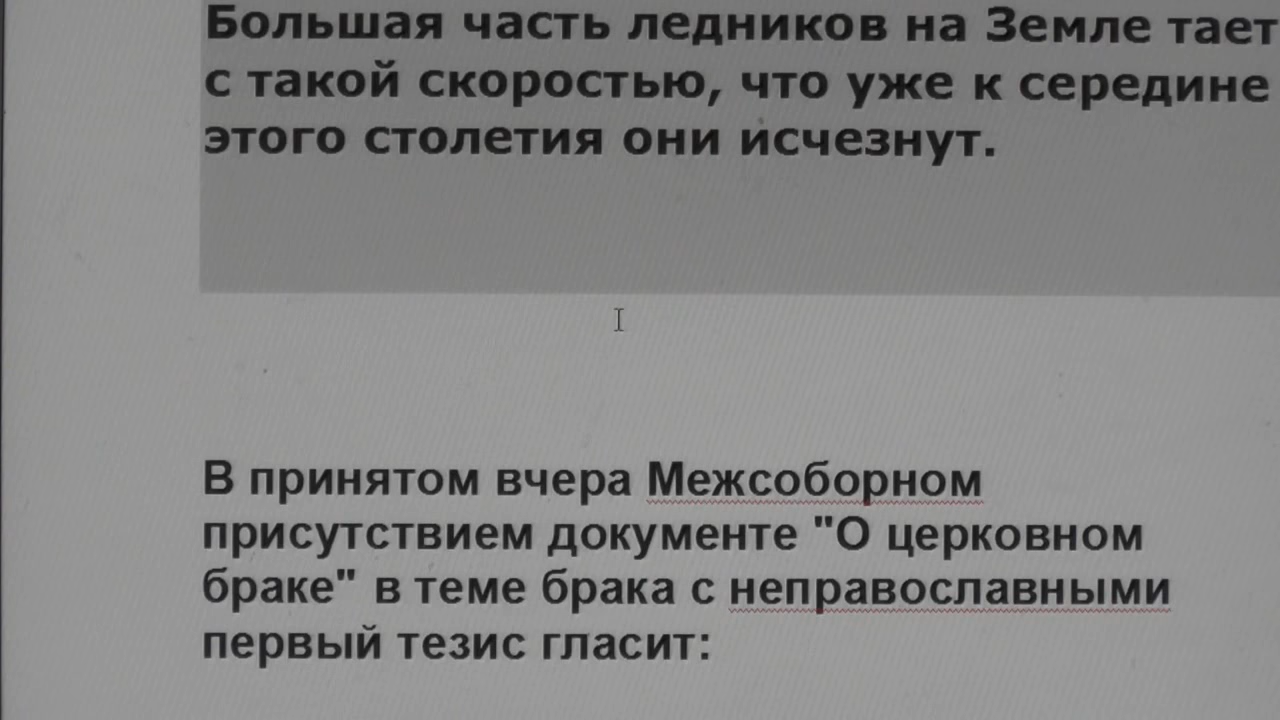 Большая часть ледников на Земле тает
с такой скоростью, что уже к середине
этого столетия они исчезнут.
В принятом вчера Межсоборном
присутствием документе "О церковном
браке" в теме брака с неправославными
первый тезис гласит: